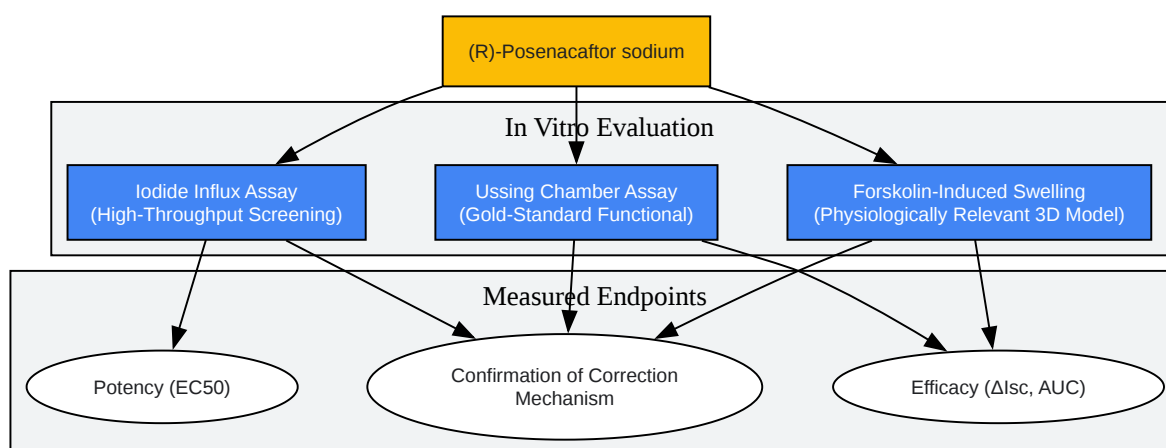 (R)-Posenacaftor sodium
In Vitro Evaluation
Iodide Influx Assay
(High-Throughput Screening)
Ussing Chamber Assay
(Gold-Standard Functional)
Forskolin-Induced Swelling
(Physiologically Relevant 3D Model)
Measured Endpoints
Potency (EC50)
Confirmation of Correction
Mechanism
Efficacy (ΔIsc, AUC)